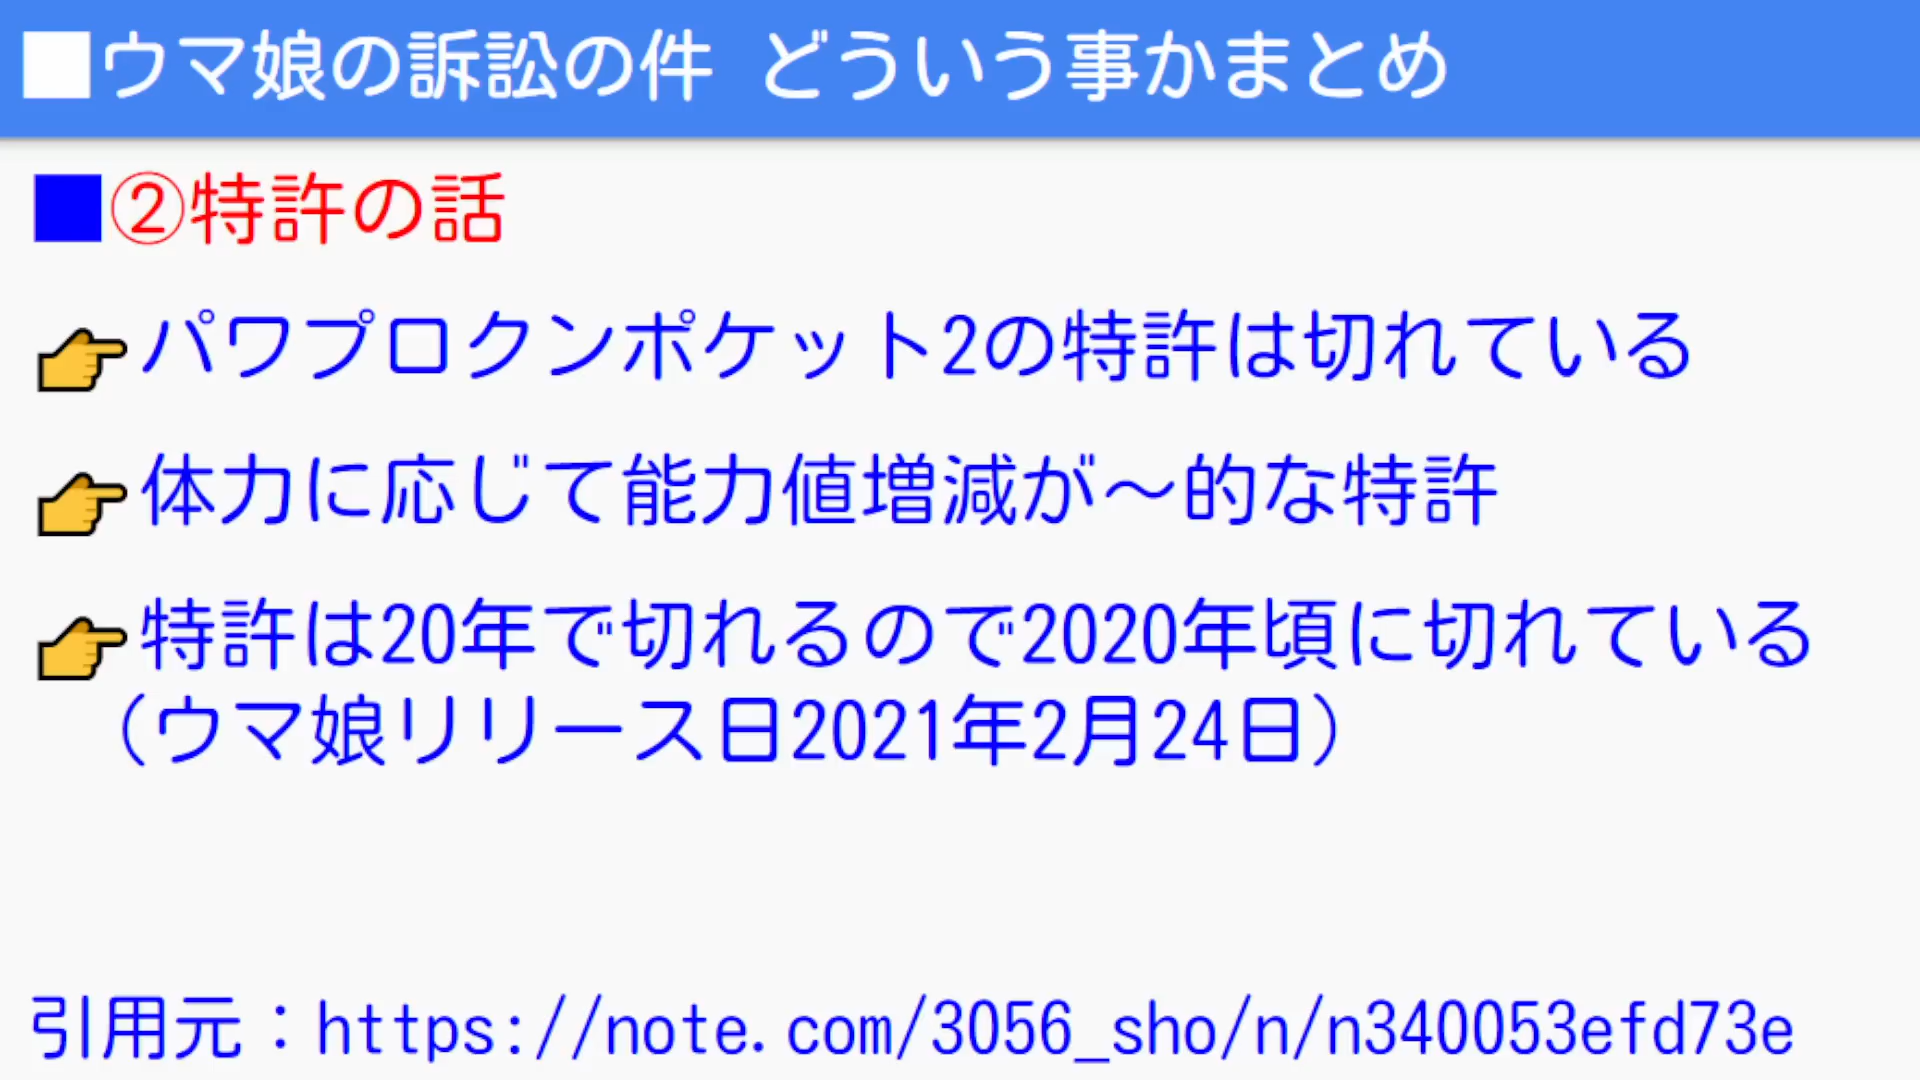 ■ウマ娘の訴訟の件 どういう事かまとめ
■②特許の話
👉パワプロクンポケット2の特許は切れている
👉体力に応じて能力値増減が～的な特許
👉特許は20年で切れるので2020年頃に切れている
（ウマ娘リリース日2021年2月24日）
引用元：https://note.com/3056_sho/n/n340053efd73e